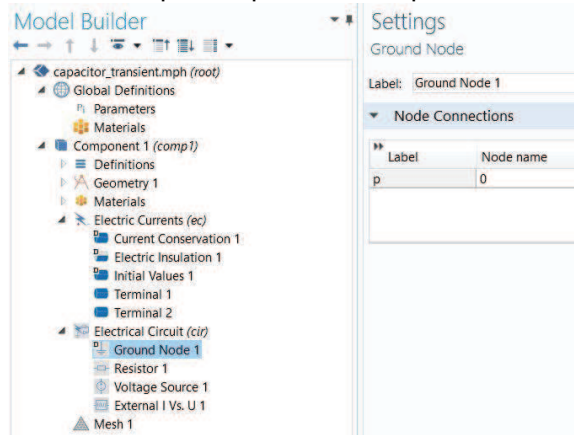 Model Builder
capacitor_transient.mph (root)
Global Definitions
Parameters
Materials
Component 1 (comp1)
Definitions
Geometry 1
Materials
Electric Currents (ec)
Current Conservation 1
Electric Insulation 1
Initial Values 1
Terminal 1
Terminal 2
Electrical Circuit (cir)
Ground Node 1
Resistor 1
Voltage Source 1
External I Vs. U 1
Mesh 1
Settings
Ground Node
Label: Ground Node 1
Node Connections
Label Node name
p 0